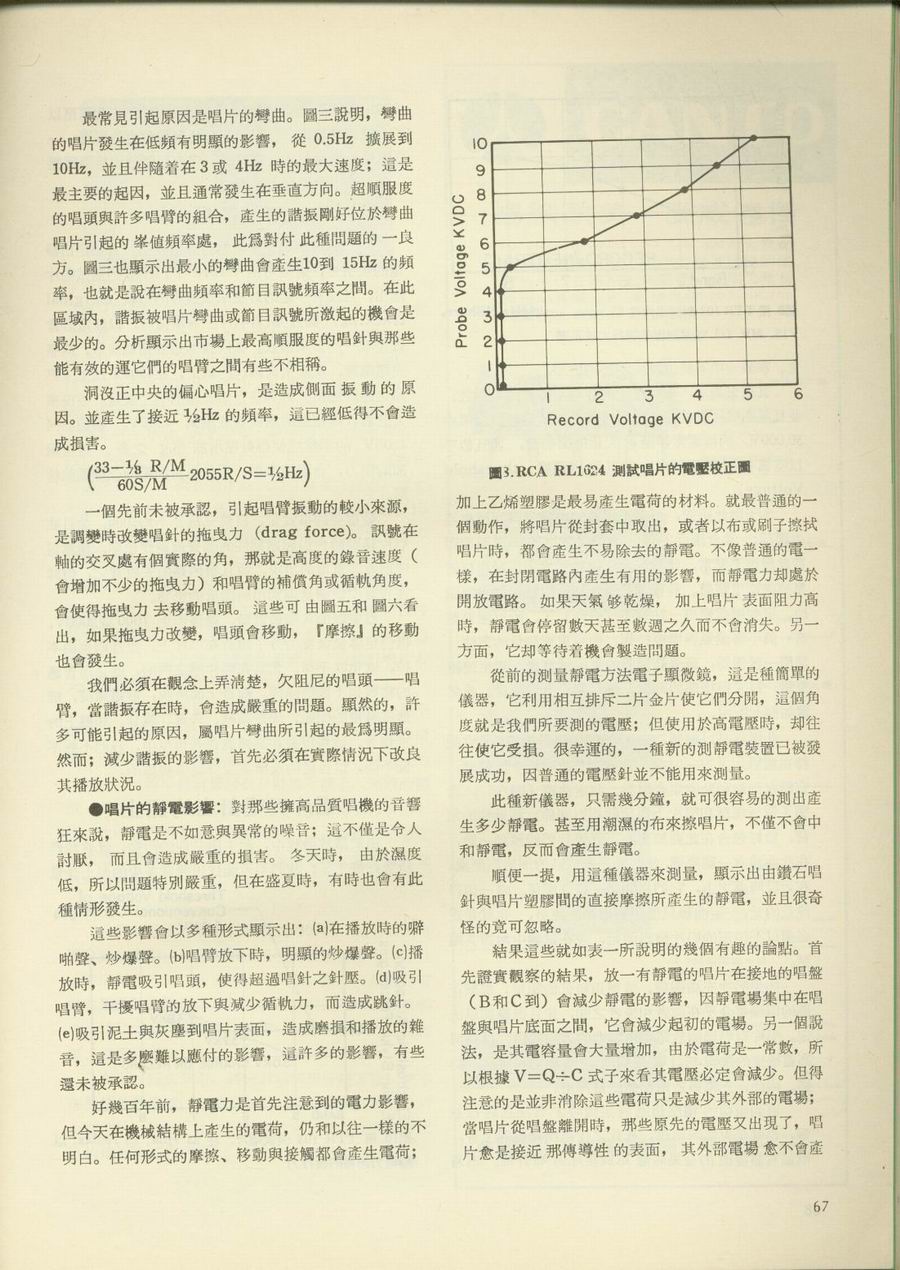 最常見引起原因是唱片的彎曲。圖三說明，彎曲
的唱片發生在低頻有明顯的影響， 從 0.5Hz 擴展到
10Hz，並且伴隨着在 3 或 4Hz 時的最大速度；這是
最主要的起因，並且通常發生在垂直方向。超順服度
的唱頭與許多唱臂的組合，產生的諧振剛好位於彎曲
唱片引起的 峯值頻率處， 此爲對付 此種問題的 一良
方。圖三也顯示出最小的彎曲會產生10到 15Hz 的頻
率，也就是說在彎曲頻率和節目訊號頻率之間。在此
區域內，諧振被唱片彎曲或節目訊號所激起的機會是
最少的。分析顯示出市場上最高順服度的唱針與那些
能有效的運它們的唱臂之間有些不相稱。
洞沒正中央的偏心唱片，是造成側面 振 動 的 原
因。並產生了接近 ½Hz 的頻率，這已經低得不會造
成損害。
(33—⅓ R/M
60S/M 2055R/S=½Hz)
一個先前未被承認，引起唱臂振動的較小來源，
是調變時改變唱針的拖曳力 (drag force)。 訊號在
軸的交叉處有個實際的角，那就是高度的錄音速度（
會增加不少的拖曳力）和唱臂的補償角或循軌角度，
會使得拖曳力 去移動唱頭。 這些可 由圖五和 圖六看
出，如果拖曳力改變，唱頭會移動，『摩擦』的移動
也會發生。
我們必須在觀念上弄淸楚，欠阻尼的唱頭——唱
臂，當諧振存在時，會造成嚴重的問題。顯然的，許
多可能引起的原因，屬唱片彎曲所引起的最爲明顯。
然而；減少諧振的影響，首先必須在實際情況下改良
其播放狀況。
●唱片的靜電影響：對那些擁高品質唱機的音響
狂來說，靜電是不如意與異常的噪音；這不僅是令人
討厭， 而且會造成嚴重的損害。 冬天時， 由於濕度
低，所以問題特別嚴重，但在盛夏時，有時也會有此
種情形發生。
這些影響會以多種形式顯示出：(a)在播放時的噼
啪聲、炒爆聲。(b)唱臂放下時，明顯的炒爆聲。(c)播
放時，靜電吸引唱頭，使得超過唱針之針壓。(d)吸引
唱臂，干擾唱臂的放下與減少循軌力，而造成跳針。
(e)吸引泥土與灰塵到唱片表面，造成磨損和播放的雜
音，這是多麽難以應付的影響，這許多的影響，有些
還未被承認。
好幾百年前，靜電力是首先注意到的電力影響，
但今天在機械結構上產生的電荷，仍和以往一樣的不
明白。任何形式的摩擦、移動與接觸都會產生電荷；
Probe Voltage KVDC
10
9
8
7
6
5
4
3
2
1
0
1 2 3 4 5 6
Record Voltage KVDC
圖3.RCA RL1624 測試唱片的電壓校正圖
加上乙烯塑膠是最易產生電荷的材料。就最普通的一
個動作，將唱片從封套中取出，或者以布或刷子擦拭
唱片時，都會產生不易除去的靜電。不像普通的電一
樣，在封閉電路內產生有用的影響，而靜電力却處於
開放電路。 如果天氣 够乾燥， 加上唱片 表面阻力高
時，靜電會停留數天甚至數週之久而不會消失。另一
方面，它却等待着機會製造問題。
從前的測量靜電方法電子顯微鏡，這是種簡單的
儀器，它利用相互排斥二片金片使它們分開，這個角
度就是我們所要測的電壓；但使用於高電壓時，却往
往使它受損。很幸運的，一種新的測靜電裝置已被發
展成功，因普通的電壓針並不能用來測量。
此種新儀器，只需幾分鐘，就可很容易的測出產
生多少靜電。甚至用潮濕的布來擦唱片，不僅不會中
和靜電，反而會產生靜電。
順便一提，用這種儀器來測量，顯示出由鑽石唱
針與唱片塑膠間的直接摩擦所產生的靜電，並且很奇
怪的竟可忽略。
結果這些就如表一所說明的幾個有趣的論點。首
先證實觀察的結果，放一有靜電的唱片在接地的唱盤
（B和C到）會減少靜電的影響，因靜電場集中在唱
盤與唱片底面之間，它會減少起初的電場。另一個說
法，是其電容量會大量增加，由於電荷是一常數，所
以根據 V=Q÷C 式子來看其電壓必定會減少。但得
注意的是並非消除這些電荷只是減少其外部的電場；
當唱片從唱盤離開時，那些原先的電壓又出現了，唱
片愈是接近 那傳導性 的表面， 其外部電場 愈不會產
67